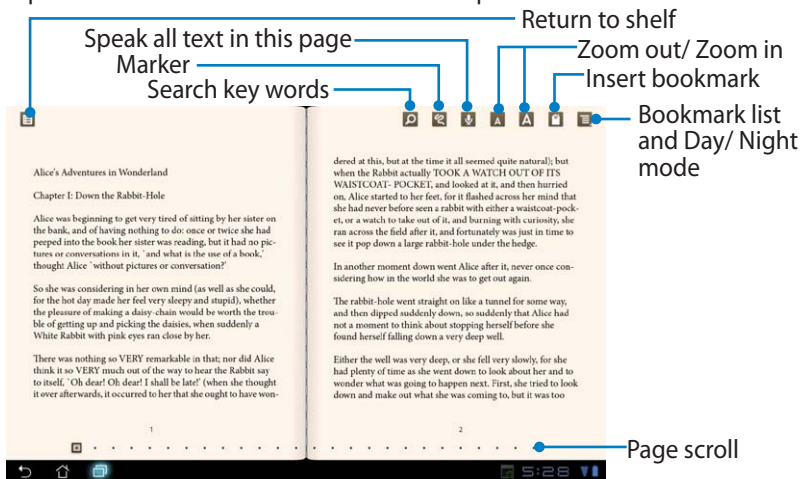 Return to shelf
Speak all text in this page
Zoom out/ Zoom in
Marker
Insert bookmark
Search key words
Bookmark list
and Day/ Night
mode
Alice's Adventures in Wonderland
Chapter I: Down the Rabbit-Hole
Alice was beginning to get very tired of sitting by her sister on
the bank, and of having nothing to do: once or twice she had
peeped into the book her sister was reading, but it had no pic-
tures or conversations in it, `and what is the use of a book,'
thought Alice `without pictures or conversation?'
So she was considering in her own mind (as well as she could,
for the hot day made her feel very sleepy and stupid), whether
the pleasure of making a daisy-chain would be worth the trou-
ble of getting up and picking the daisies, when suddenly a
White Rabbit with pink eyes ran close by her.
There was nothing so VERY remarkable in that; nor did Alice
think it so VERY much out of the way to hear the Rabbit say
to itself, `Oh dear! Oh dear! I shall be late!' (when she thought
it over afterwards, it occurred to her that she ought to have won-
1
dered at this, but at the time it all seemed quite natural); but
when the Rabbit actually TOOK A WATCH OUT OF ITS
WAISTCOAT- POCKET, and looked at it, and then hurried
on, Alice started to her feet, for it flashed across her mind that
she had never before seen a rabbit with either a waistcoat-pock-
et, or a watch to take out of it, and burning with curiosity, she
ran across the field after it, and fortunately was just in time to
see it pop down a large rabbit-hole under the hedge.
In another moment down went Alice after it, never once con-
sidering how in the world she was to get out again.
The rabbit-hole went straight on like a tunnel for some way,
and then dipped suddenly down, so suddenly that Alice had
not a moment to think about stopping herself before she
found herself falling down a very deep well.
Either the well was very deep, or she fell very slowly, for she
had plenty of time as she went down to look about her and to
wonder what was going to happen next. First, she tried to look
down and make out what she was coming to, but it was too
2
Page scroll
5:28